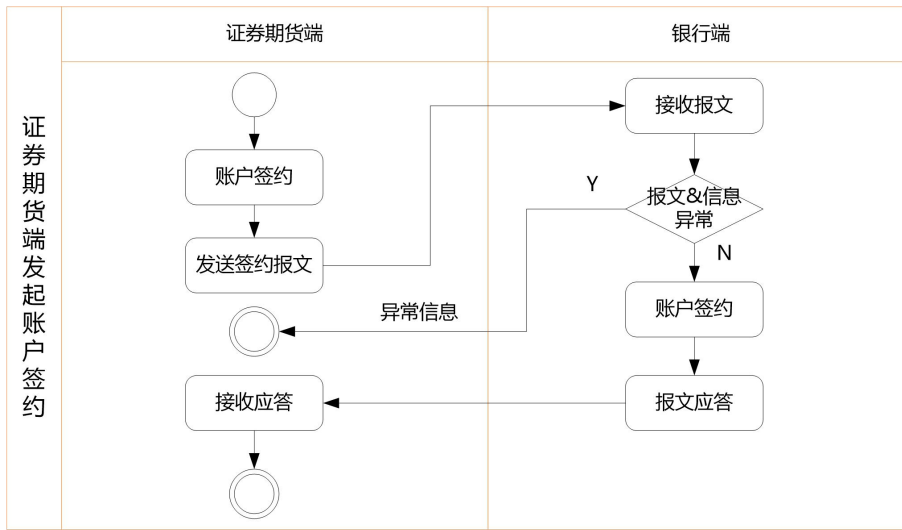 证券期货端
银行端
证券期货端发起账户签约
账户签约
发送签约报文
接收报文
报文&信息
异常
Y
N
异常信息
账户签约
报文应答
接收应答